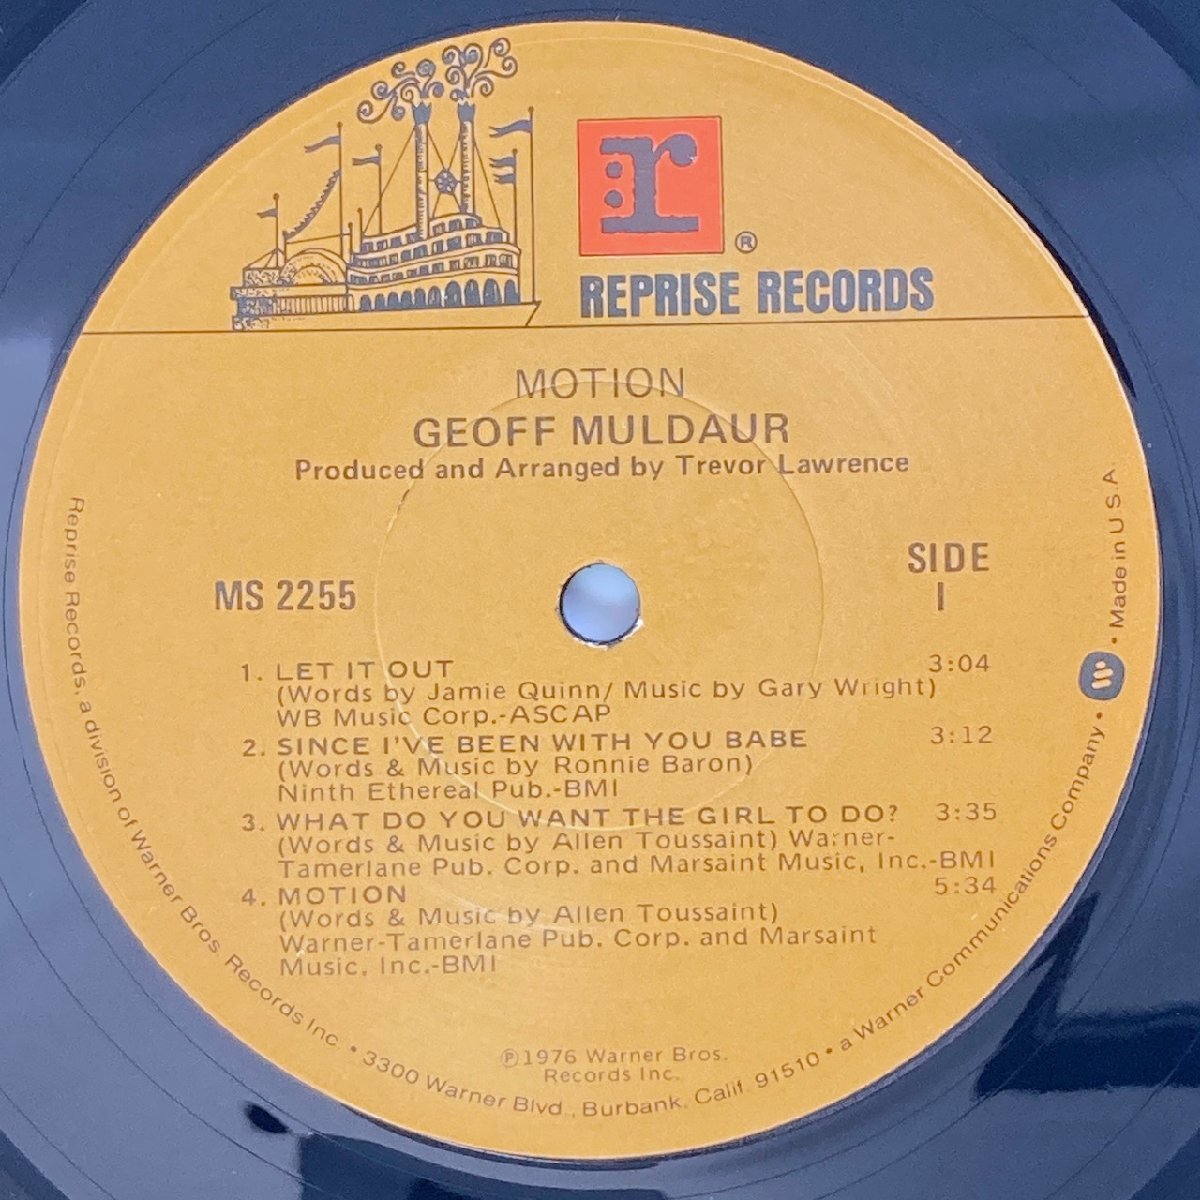 r
®
REPRISE RECORDS
MOTION
GEOFF MULDAUR
Produced and Arranged by Trevor Lawrence
MS 2255
SIDE
I
1. LET IT OUT 3:04
(Words by Jamie Quinn/ Music by Gary Wright)
WB Music Corp.-ASCAP
2. SINCE I'VE BEEN WITH YOU BABE 3:12
(Words & Music by Ronnie Baron)
Ninth Ethereal Pub.-BMI
3. WHAT DO YOU WANT THE GIRL TO DO? 3:35
(Words & Music by Allen Toussaint) Warner-
Tamerlane Pub. Corp. and Marsaint Music, Inc.-BMI
4. MOTION 5:34
(Words & Music by Allen Toussaint)
Warner-Tamerlane Pub. Corp. and Marsaint
Music, Inc.-BMI
℗1976 Warner Bros.
Records Inc.
Reprise Records, a division of Warner Bros. Records Inc. • 3300 Warner Blvd., Burbank, Calif. 91510 • a Warner Communications Company • Made in U.S.A